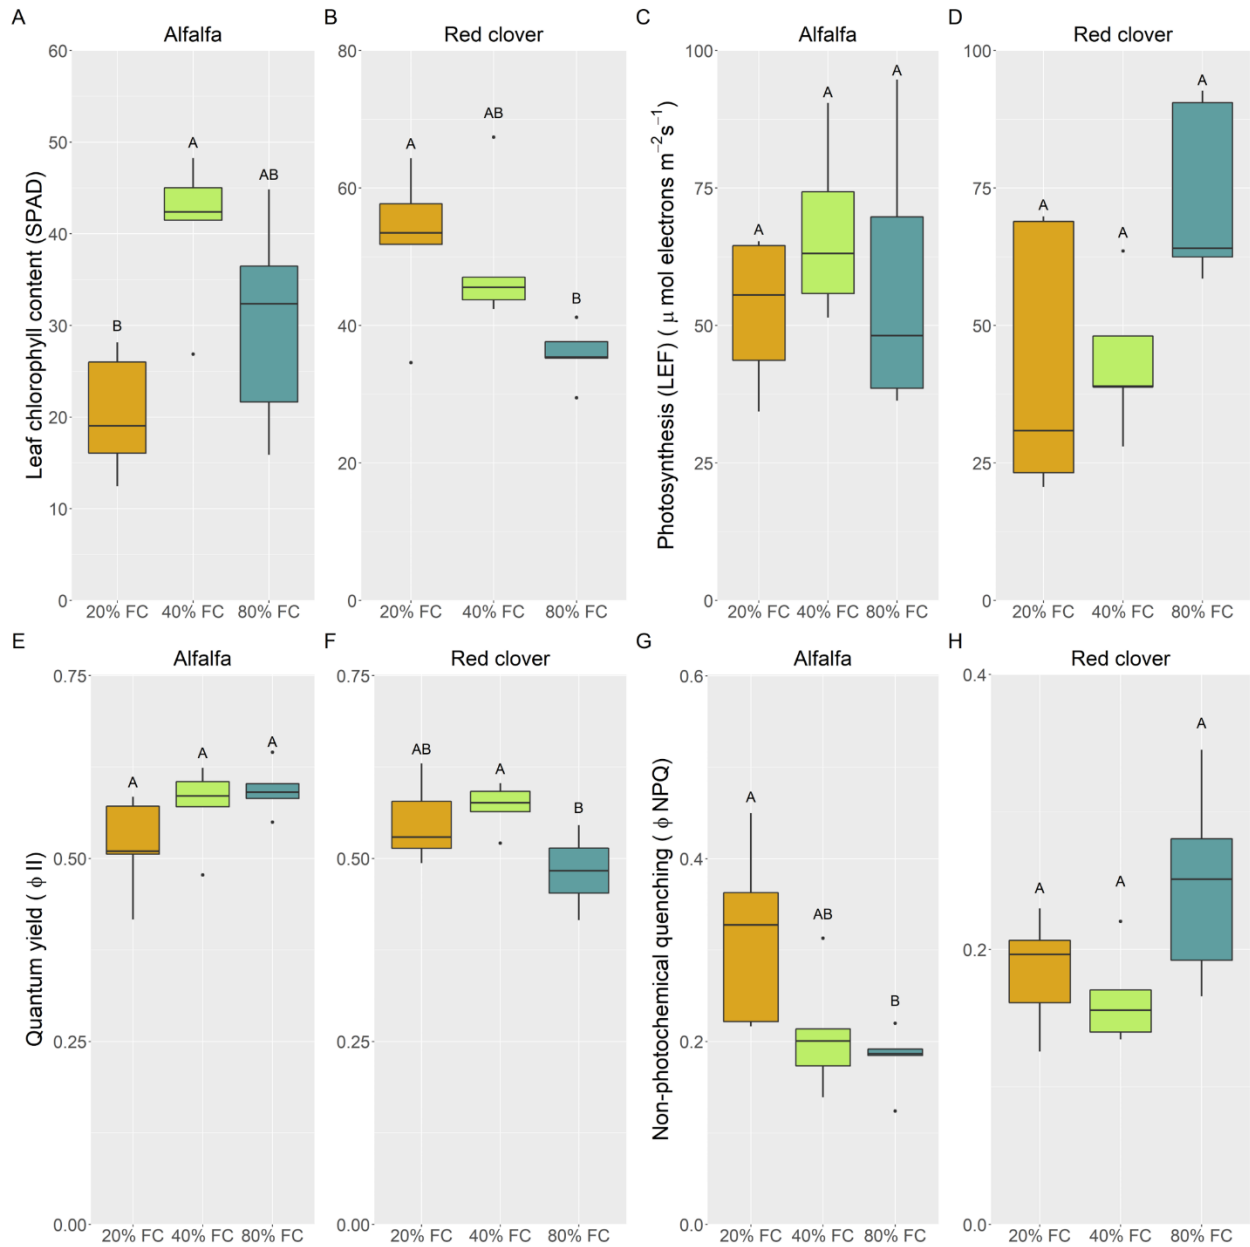 A
Alfalfa
Leaf chlorophyll content (SPAD)
60
50
40
30
20
10
0
B
A
AB
20% FC 40% FC 80% FC
B
Red clover
80
60
40
20
0
A
AB
B
20% FC 40% FC 80% FC
C
Alfalfa
Photosynthesis (LEF) ( μ mol electrons m⁻²s⁻¹)
100
75
50
25
0
A
A
A
20% FC 40% FC 80% FC
D
Red clover
100
75
50
25
0
A
A
A
20% FC 40% FC 80% FC
E
Alfalfa
Quantum yield ( ϕ II)
0.75
0.50
0.25
0.00
A
A
A
20% FC 40% FC 80% FC
F
Red clover
0.75
0.50
0.25
0.00
AB
A
B
20% FC 40% FC 80% FC
G
Alfalfa
Non-photochemical quenching ( ϕ NPQ)
0.6
0.4
0.2
0.0
A
AB
B
20% FC 40% FC 80% FC
H
Red clover
0.4
0.2
0.0
A
A
A
20% FC 40% FC 80% FC